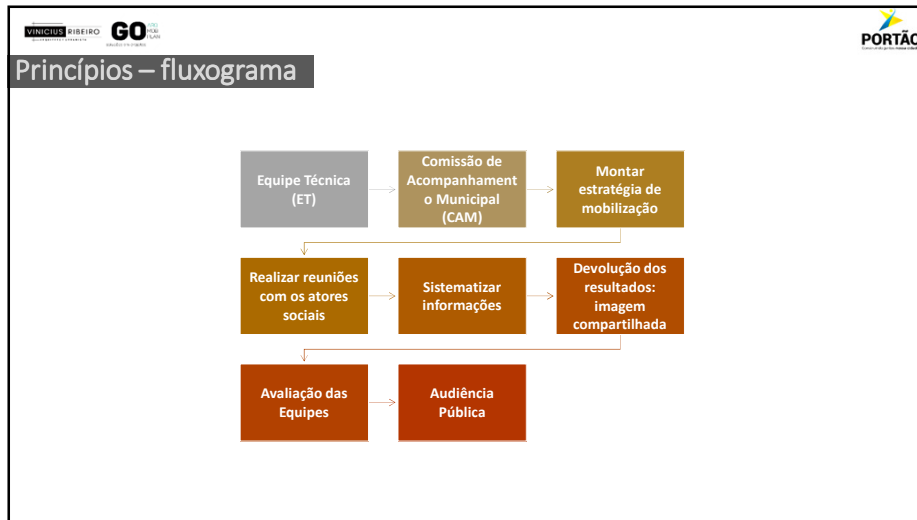 VINICIUS RIBEIRO
GO
PORTÃO
Princípios – fluxograma
Equipe Técnica
(ET)
Comissão de
Acompanhament
o Municipal
(CAM)
Montar
estratégia de
mobilização
Realizar reuniões
com os atores
sociais
Sistematizar
informações
Devolução dos
resultados:
imagem
compartilhada
Avaliação das
Equipes
Audiência
Pública